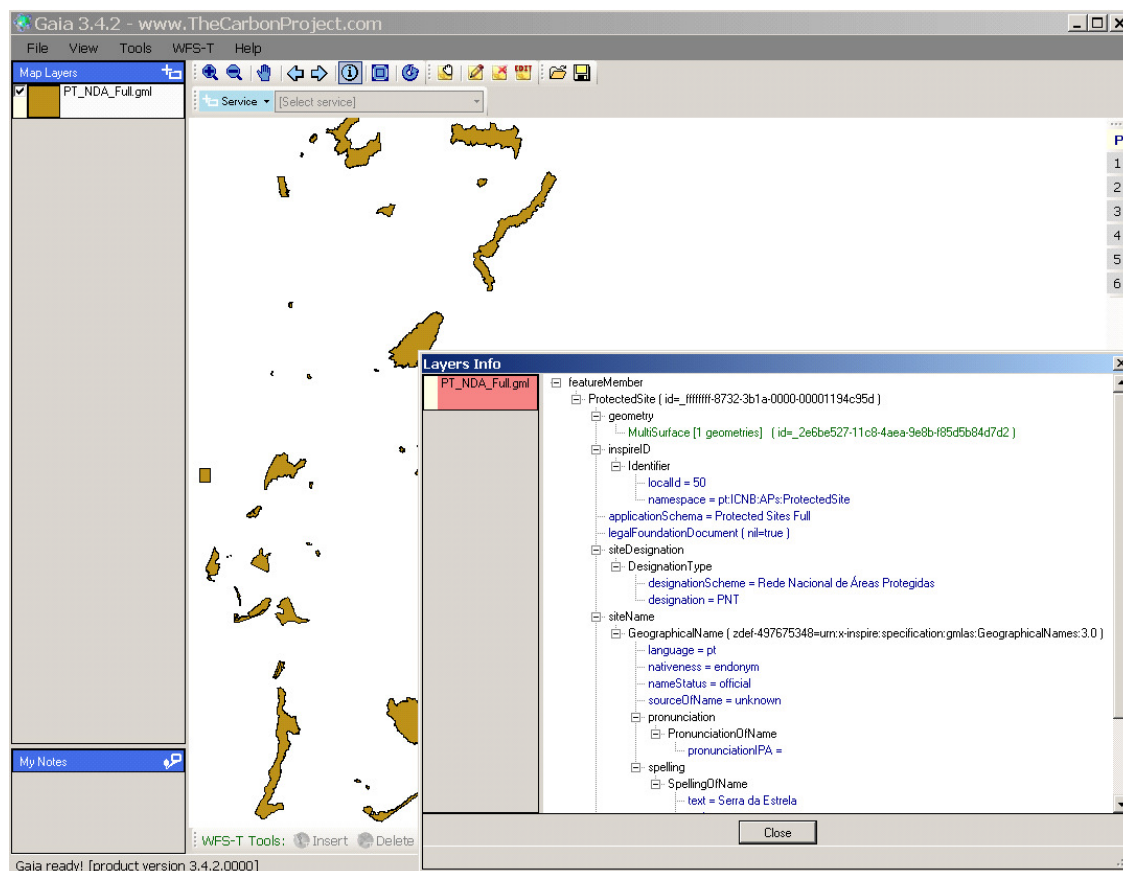 Gaia 3.4.2 - www.TheCarbonProject.com
File View Tools WFS-T Help
Map Layers
PT_NDA_Full.gml
EDIT
Service
[Select service]
P
1
2
3
4
5
6
Layers Info
PT_NDA_Full.gml
featureMember
ProtectedSite ( id=_ffffffff-8732-3b1a-0000-00001194c95d )
geometry
MultiSurface [1 geometries] ( id=_2e6be527-11c8-4aea-9e8b-f85d5b84d7d2 )
inspireID
Identifier
localId = 50
namespace = pt:ICNB:APs:ProtectedSite
applicationSchema = Protected Sites Full
legalFoundationDocument ( nil=true )
siteDesignation
DesignationType
designationScheme = Rede Nacional de Áreas Protegidas
designation = PNT
siteName
GeographicalName ( zdef-497675348=urn:x-inspire:specification:gmlas:GeographicalNames:3.0 )
language = pt
nativeness = endonym
nameStatus = official
sourceOfName = unknown
pronunciation
PronunciationOfName
pronunciationIPA =
spelling
SpellingOfName
text = Serra da Estrela
Close
My Notes
WFS-T Tools: Insert Delete
Gaia ready! [product version 3.4.2.0000]